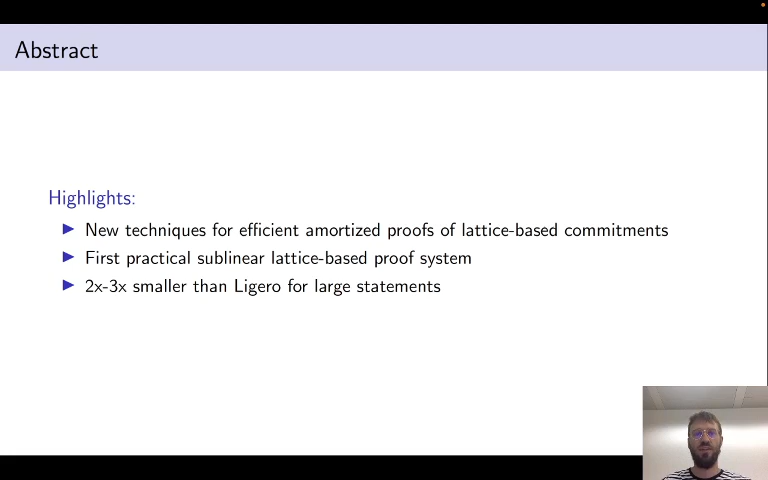 Abstract
Highlights:
New techniques for efficient amortized proofs of lattice-based commitments
First practical sublinear lattice-based proof system
2x-3x smaller than Ligero for large statements